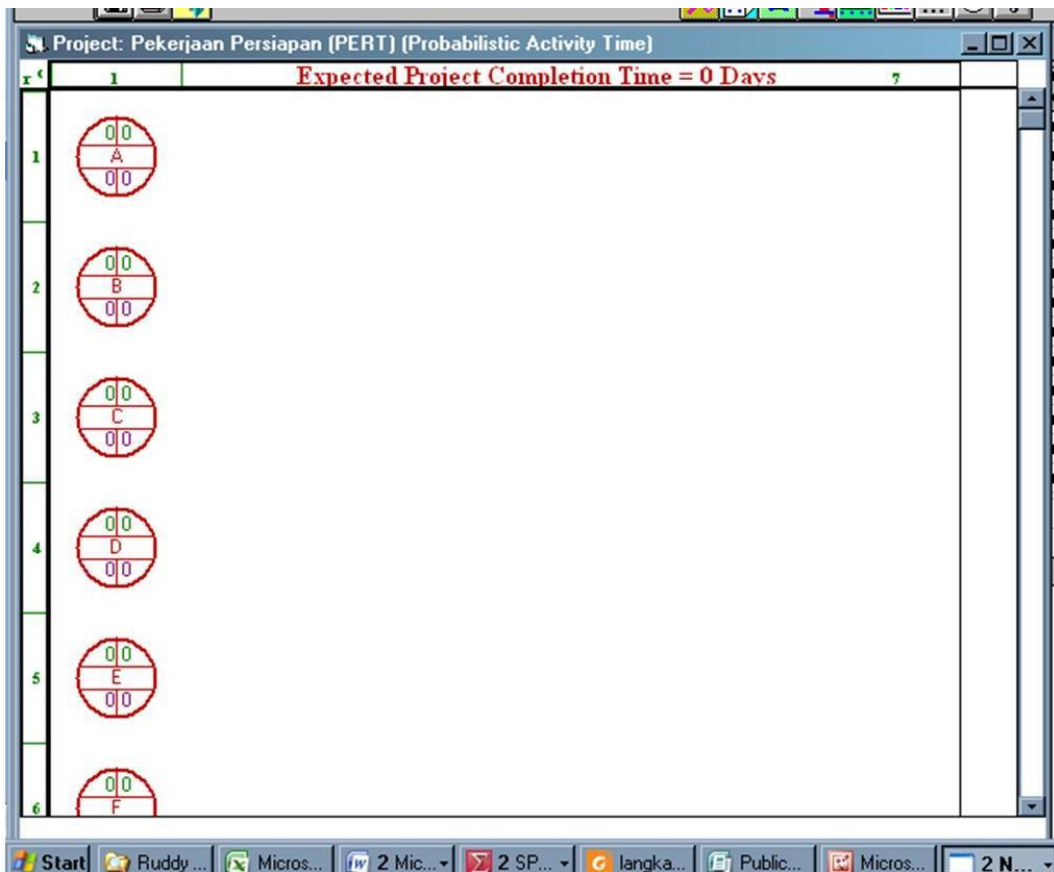 Project: Pekerjaan Persiapan (PERT) (Probabilistic Activity Time)
r c 1 Expected Project Completion Time = 0 Days 7
1
0 0
A
0 0
2
0 0
B
0 0
3
0 0
C
0 0
4
0 0
D
0 0
5
0 0
E
0 0
6
0 0
F
Start Ruddy ... Micros... 2 Mic... 2 SP... langka... Public... Micros... 2 N...